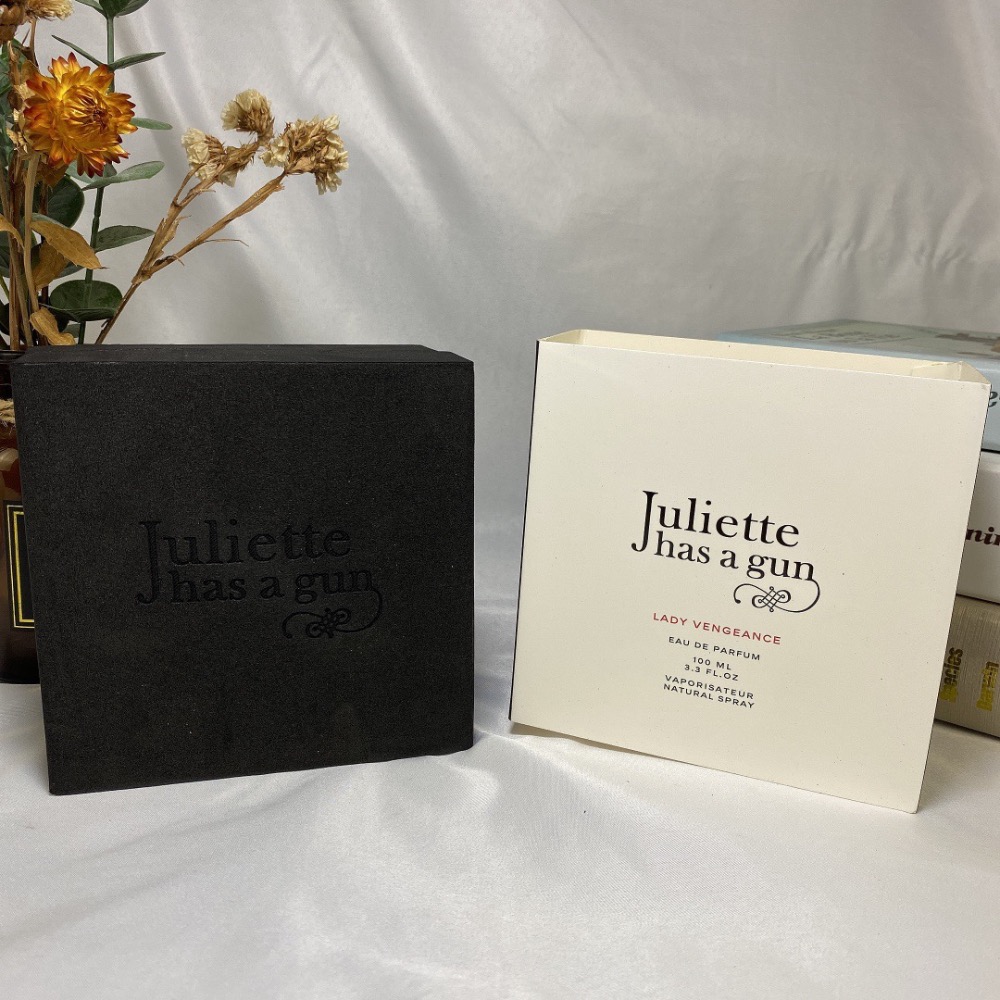 Juliette
has a gun
Juliette
has a gun
LADY VENGEANCE
EAU DE PARFUM
100 ML
3.3 FL.OZ
VAPORISATEUR
NATURAL SPRAY